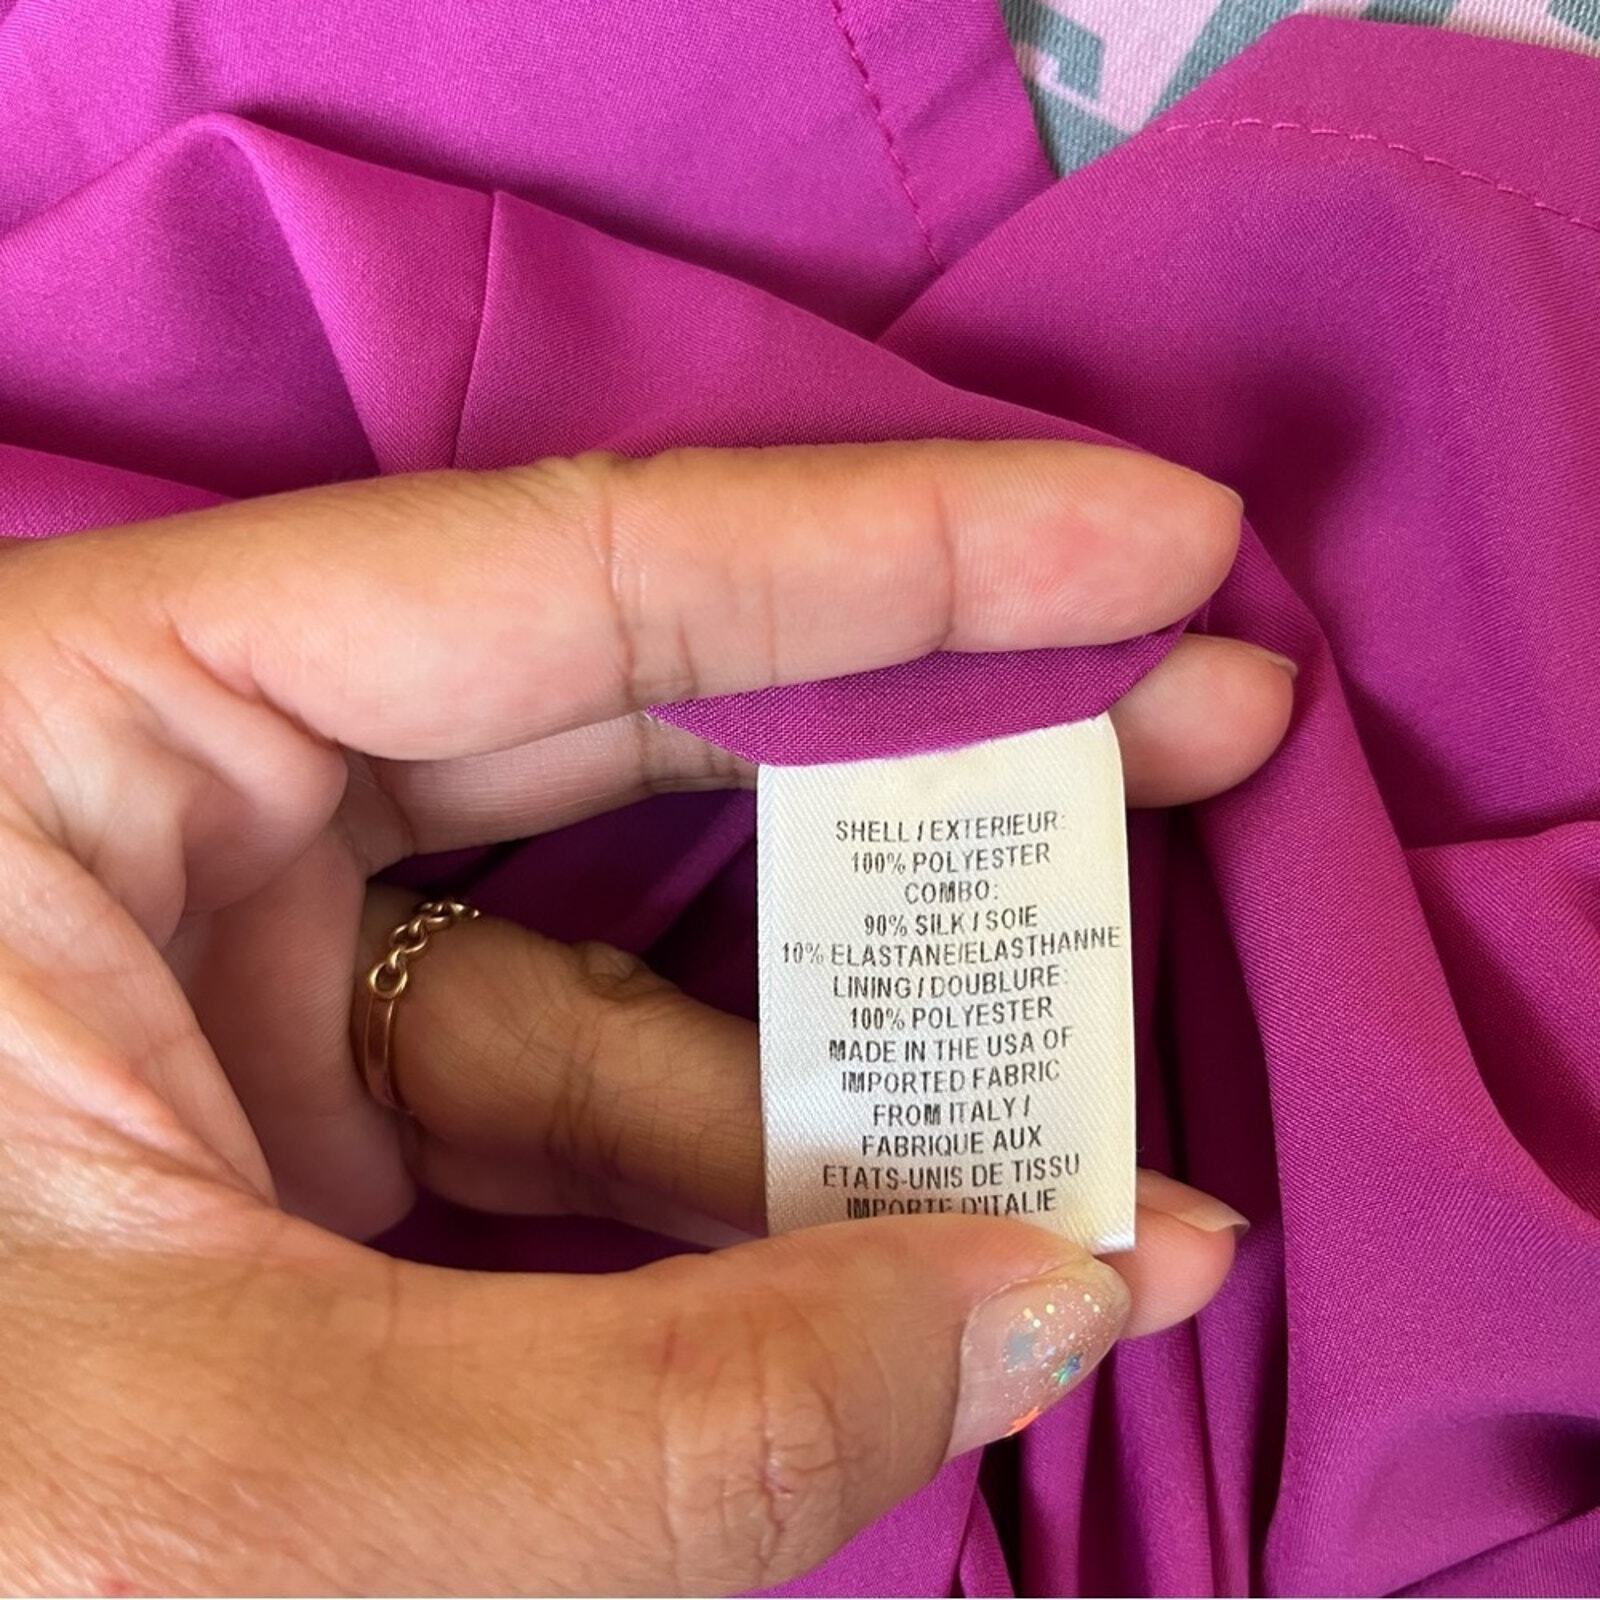 SHELL / EXTERIEUR:
100% POLYESTER
COMBO:
90% SILK / SOIE
10% ELASTANE/ELASTHANNE
LINING / DOUBLURE:
100% POLYESTER
MADE IN THE USA OF
IMPORTED FABRIC
FROM ITALY /
FABRIQUE AUX
ETATS-UNIS DE TISSU
IMPORTE D'ITALIE